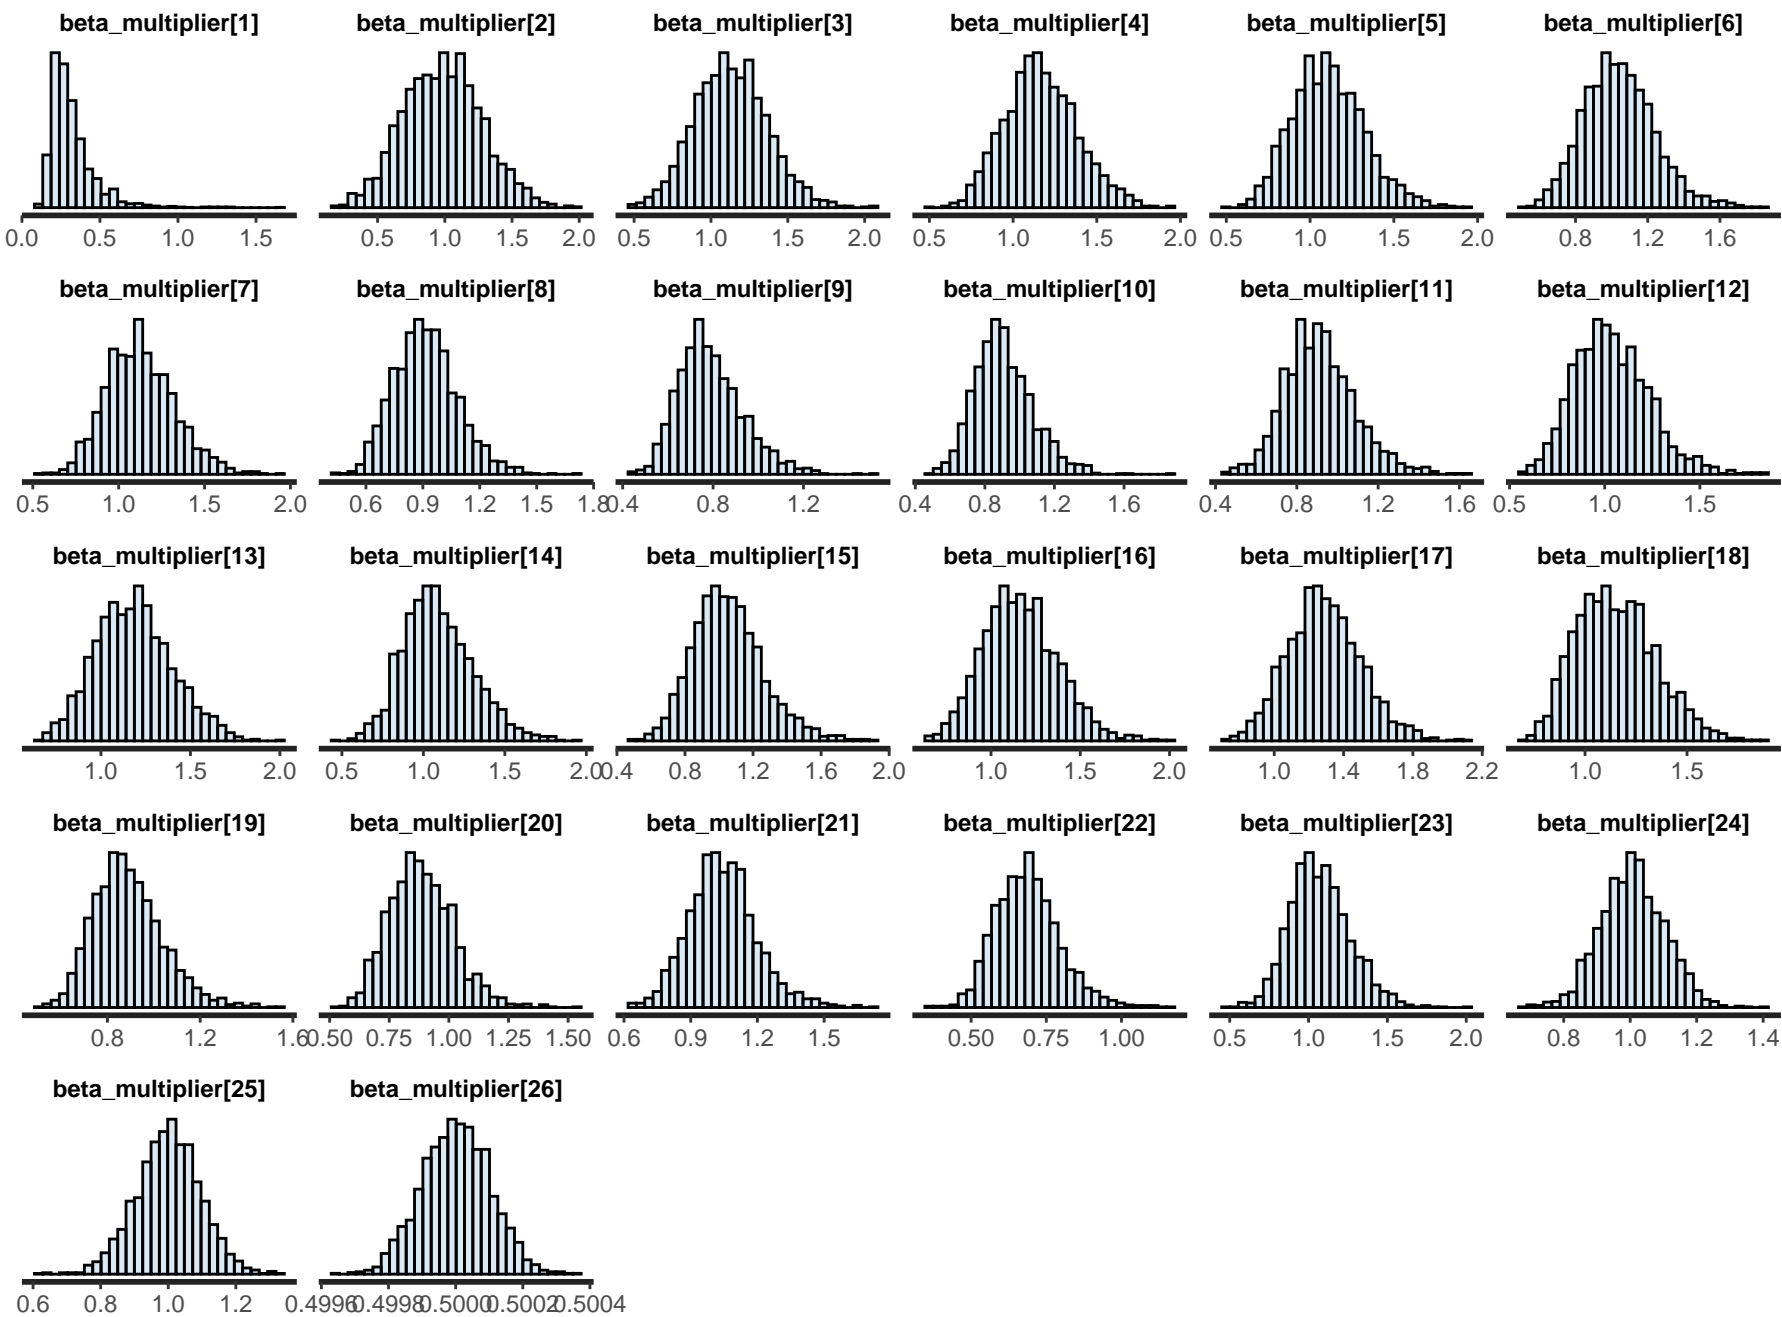 beta_multiplier[1] beta_multiplier[2] beta_multiplier[3] beta_multiplier[4] beta_multiplier[5] beta_multiplier[6]
0.0 0.5 1.0 1.5 0.5 1.0 1.5 2.0 0.5 1.0 1.5 2.0 0.5 1.0 1.5 2.0 0.5 1.0 1.5 2.0 0.8 1.2 1.6
beta_multiplier[7] beta_multiplier[8] beta_multiplier[9] beta_multiplier[10] beta_multiplier[11] beta_multiplier[12]
0.5 1.0 1.5 2.0 0.6 0.9 1.2 1.5 1.8 0.4 0.8 1.2 0.4 0.8 1.2 1.6 0.4 0.8 1.2 1.6 0.5 1.0 1.5
beta_multiplier[13] beta_multiplier[14] beta_multiplier[15] beta_multiplier[16] beta_multiplier[17] beta_multiplier[18]
1.0 1.5 2.0 0.5 1.0 1.5 2.0 0.4 0.8 1.2 1.6 2.0 1.0 1.5 2.0 1.0 1.4 1.8 2.2 1.0 1.5
beta_multiplier[19] beta_multiplier[20] beta_multiplier[21] beta_multiplier[22] beta_multiplier[23] beta_multiplier[24]
0.8 1.2 1.6 0.50 0.75 1.00 1.25 1.50 0.6 0.9 1.2 1.5 0.50 0.75 1.00 0.5 1.0 1.5 2.0 0.8 1.0 1.2 1.4
beta_multiplier[25] beta_multiplier[26]
0.6 0.8 1.0 1.2 0.4996 0.4998 0.5000 0.5002 0.5004